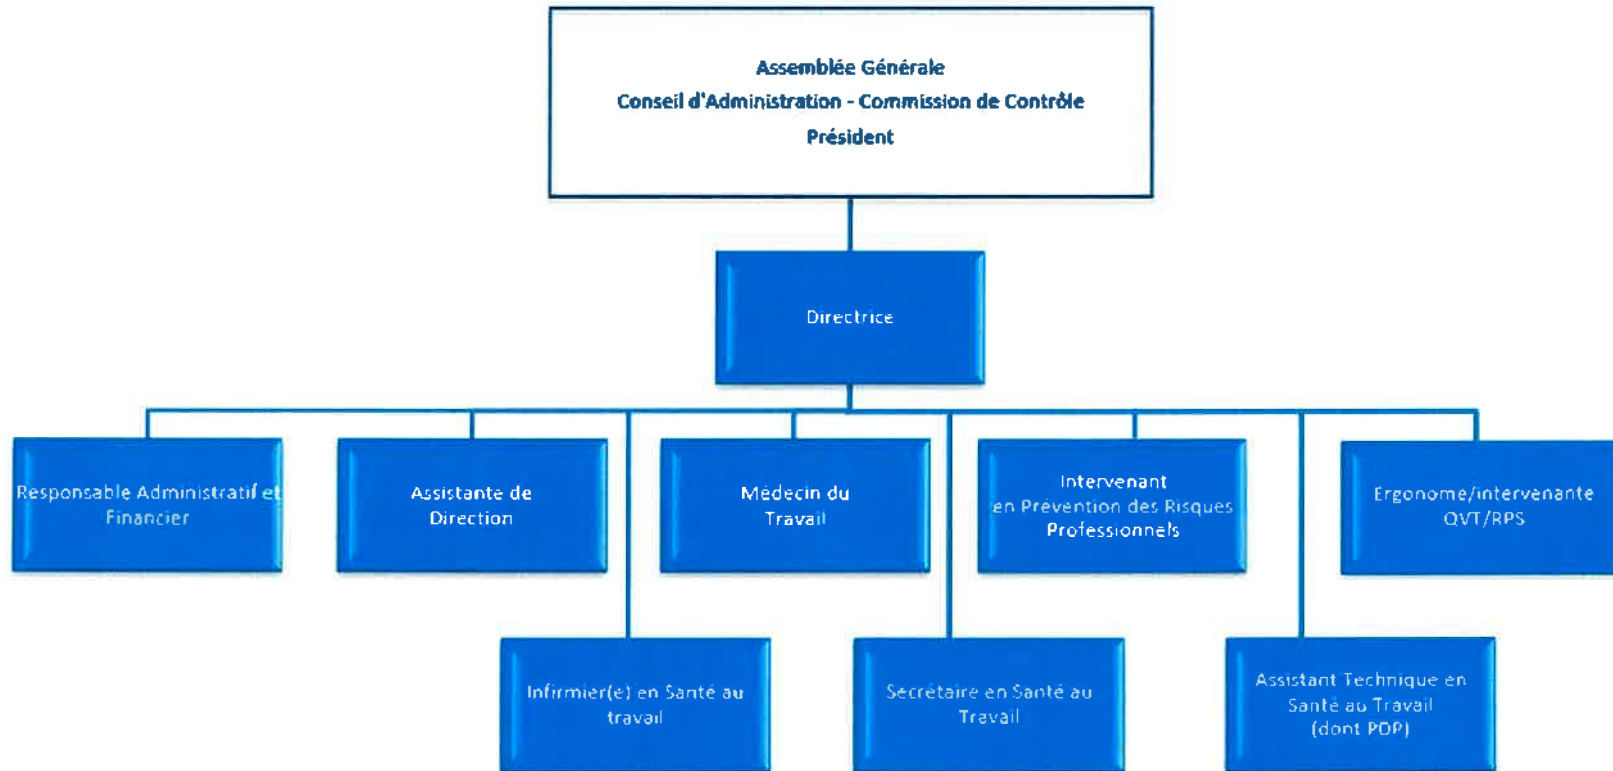 Assemblée Générale
Conseil d'Administration - Commission de Contrôle
Président
Directrice
Responsable Administratif et
Financier
Assistante de
Direction
Médecin du
Travail
Intervenant
en Prévention des Risques
Professionnels
Ergonome/intervenante
QVT/RPS
Infirmier(e) en Santé au
travail
Secrétaire en Santé au
Travail
Assistant Technique en
Santé au Travail
(dont PDP)